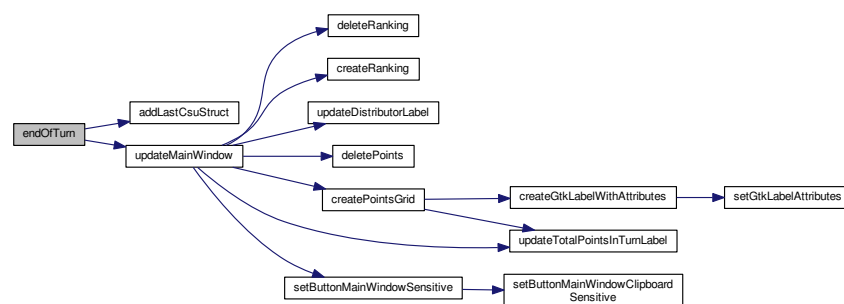 deleteRanking
createRanking
addLastCsuStruct
updateDistributorLabel
endOfTurn
updateMainWindow
deletePoints
createPointsGrid
createGtkLabelWithAttributes
setGtkLabelAttributes
updateTotalPointsInTurnLabel
setButtonMainWindowSensitive
setButtonMainWindowClipboard
Sensitive